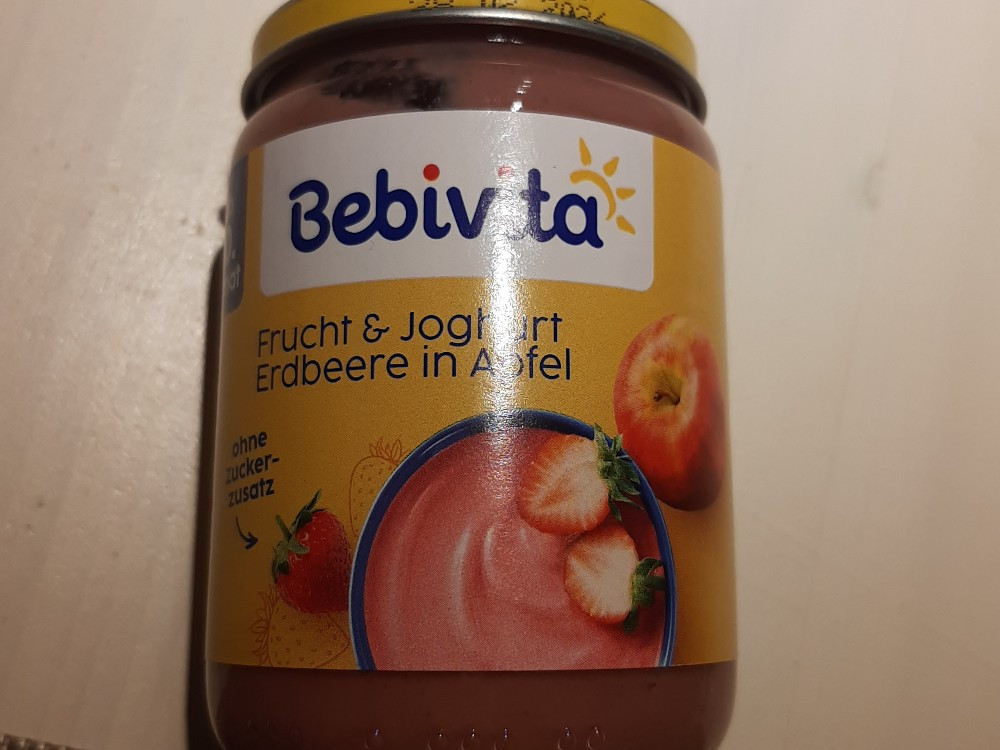 Bebivita
Frucht & Joghurt
Erdbeere in Apfel
ohne
zucker-
zusatz